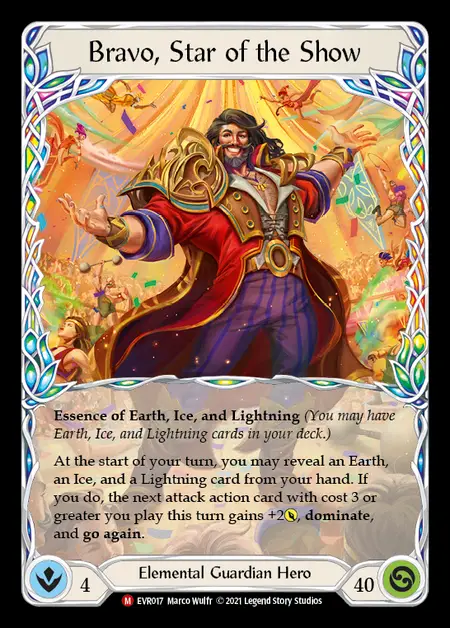 Bravo, Star of the Show
Essence of Earth, Ice, and Lightning (You may have
Earth, Ice, and Lightning cards in your deck.)
At the start of your turn, you may reveal an Earth,
an Ice, and a Lightning card from your hand. If
you do, the next attack action card with cost 3 or
greater you play this turn gains +2, dominate,
and go again.
4
Elemental Guardian Hero
40
M EVR017 Marco Wulfr © 2021 Legend Story Studios